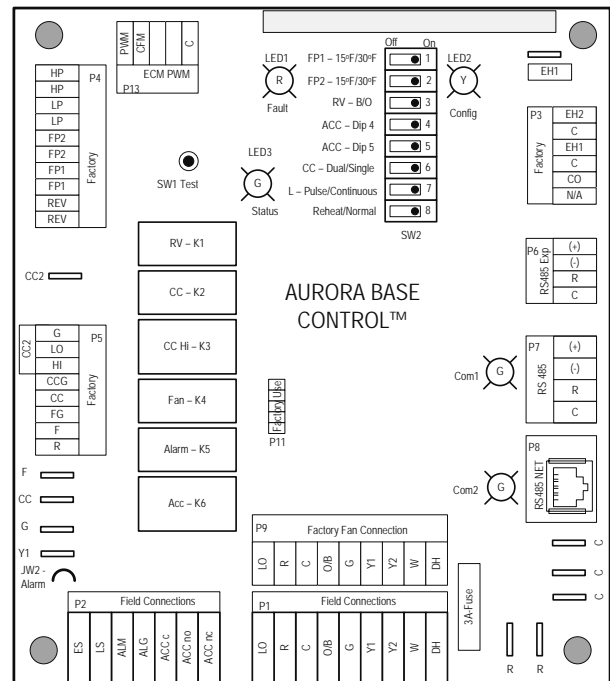 PWM
CFM
C
P13
ECM PWM
LED1
R
Fault
Off
On
FP1 – 15ºF/30ºF
1
FP2 – 15ºF/30ºF
2
RV – B/O
3
ACC – Dip 4
4
ACC – Dip 5
5
CC – Dual/Single
6
L – Pulse/Continuous
7
Reheat/Normal
8
SW2
LED2
Y
Config
EH1
P4
HP
HP
LP
LP
FP2
FP2
FP1
FP1
REV
REV
Factory
SW1 Test
LED3
G
Status
P3
Factory
EH2
C
EH1
C
CO
N/A
RV – K1
CC – K2
CC Hi – K3
Fan – K4
Alarm – K5
Acc – K6
AURORA BASE
CONTROL™
P6
RS485 Exp
(+)
(-)
R
C
CC2
CC2
G
LO
HI
CCG
CC
FG
F
R
P5
Factory
Factory Use
P11
Com1
G
P7
RS 485
(+)
(-)
R
C
Com2
G
P8
RS485 NET
F
CC
G
Y1
JW2 -
Alarm
P9
Factory Fan Connection
LO
R
C
O/B
G
Y1
Y2
W
DH
3A-Fuse
C
C
C
R
R
P2
Field Connections
ES
LS
ALM
ALG
ACC c
ACC no
ACC nc
P1
Field Connections
LO
R
C
O/B
G
Y1
Y2
W
DH